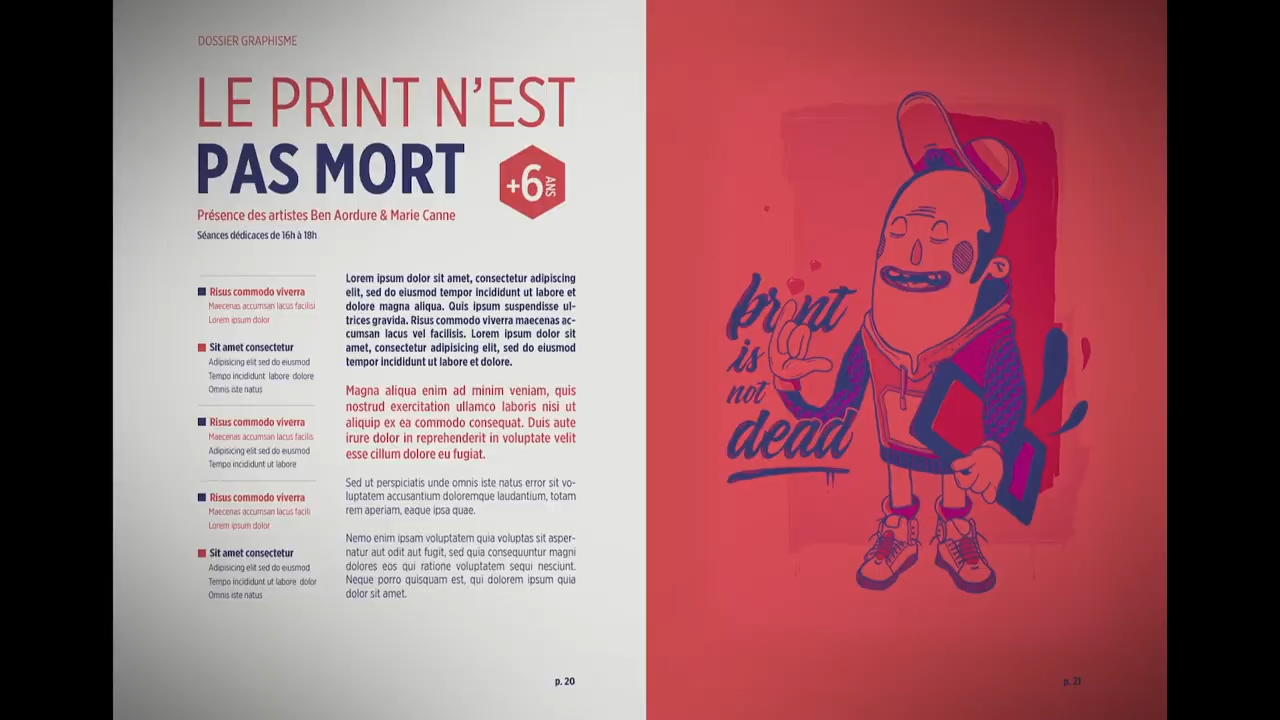 DOSSIER GRAPHISME
LE PRINT N'EST
PAS MORT
+6 ANS
Présence des artistes Ben Aordure & Marie Canne
Séances dédicaces de 16h à 18h
Risus commodo viverra
Maecenas accumsan lacus facilisi
Lorem ipsum dolor
Sit amet consectetur
Adipisicing elit sed do eiusmod
Tempo incididunt labore dolore
Omnis iste natus
Risus commodo viverra
Maecenas accumsan lacus facilis
Adipisicing elit sed do eiusmod
Tempo incididunt ut labore
Risus commodo viverra
Maecenas accumsan lacus facili
Lorem ipsum dolor
Sit amet consectetur
Adipisicing elit sed do eiusmod
Tempo incididunt ut labore dolor
Omnis iste natus
Lorem ipsum dolor sit amet, consectetur adipiscing
elit, sed do eiusmod tempor incididunt ut labore et
dolore magna aliqua. Quis ipsum suspendisse ul-
trices gravida. Risus commodo viverra maecenas ac-
cumsan lacus vel facilisis. Lorem ipsum dolor sit
amet, consectetur adipiscing elit, sed do eiusmod
tempor incididunt ut labore et dolore.
Magna aliqua enim ad minim veniam, quis
nostrud exercitation ullamco laboris nisi ut
aliquip ex ea commodo consequat. Duis aute
irure dolor in reprehenderit in voluptate velit
esse cillum dolore eu fugiat.
Sed ut perspiciatis unde omnis iste natus error sit vo-
luptatem accusantium doloremque laudantium, totam
rem aperiam, eaque ipsa quae.
Nemo enim ipsam voluptatem quia voluptas sit asper-
natur aut odit aut fugit, sed quia consequuntur magni
dolores eos qui ratione voluptatem sequi nesciunt.
Neque porro quisquam est, qui dolorem ipsum quia
dolor sit amet.
p. 20
print
is
not
dead
p. 21